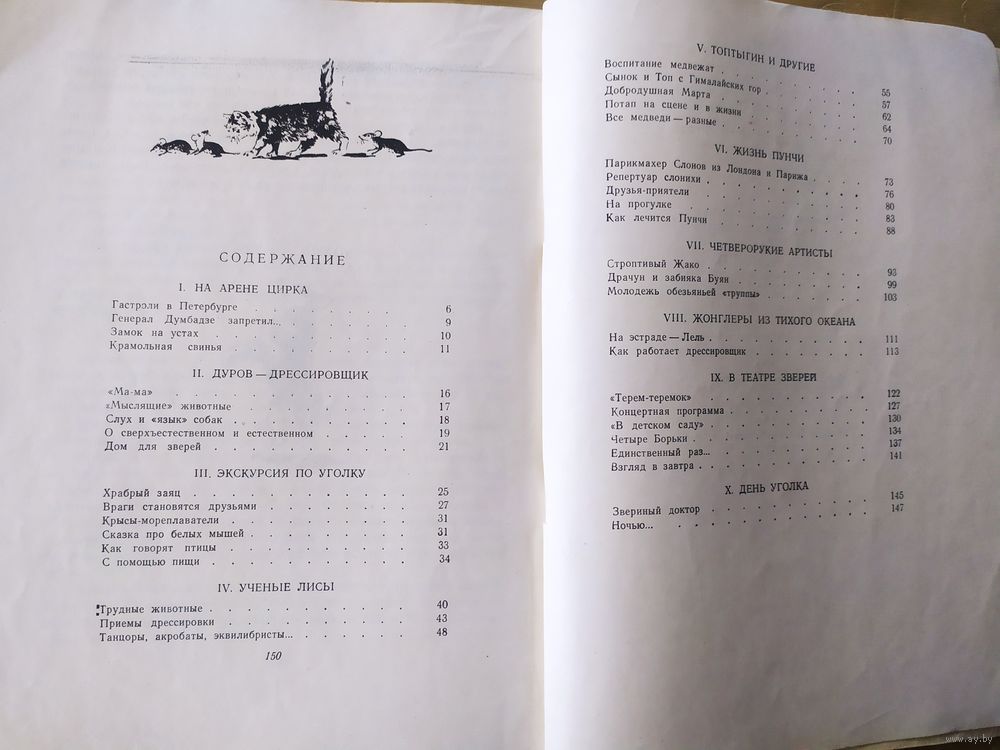 СОДЕРЖАНИЕ
I. НА АРЕНЕ ЦИРКА
Гастроли в Петербурге . . . . . . . 6
Генерал Думбадзе запретил... . . . . . . 9
Замок на устах . . . . . . . . . 10
Крамольная свинья . . . . . . . . 11
II. ДУРОВ — ДРЕССИРОВЩИК
«Ма-ма» . . . . . . . . . . . 16
«Мыслящие» животные . . . . . . . . 17
Слух и «язык» собак . . . . . . . . 18
О сверхъестественном и естественном . . . . . 19
Дом для зверей . . . . . . . . . 21
III. ЭКСКУРСИЯ ПО УГОЛКУ
Храбрый заяц . . . . . . . . . . 25
Враги становятся друзьями . . . . . . . 27
Крысы-мореплаватели . . . . . . . . 31
Сказка про белых мышей . . . . . . . . 31
Как говорят птицы . . . . . . . . . 33
С помощью пищи . . . . . . . . . 34
IV. УЧЕНЫЕ ЛИСЫ
Трудные животные . . . . . . . . . . 40
Приемы дрессировки . . . . . . . . . 43
Танцоры, акробаты, эквилибристы... . . . . . . 48
150
V. ТОПТЫГИН И ДРУГИЕ
Воспитание медвежат . . . . . . . 55
Сынок и Топ с Гималайских гор . . . . . 57
Добродушная Марта . . . . . . . 62
Потап на сцене и в жизни . . . . . . 64
Все медведи — разные . . . . . . . 70
VI. ЖИЗНЬ ПУНЧИ
Парикмахер Слонов из Лондона и Парижа . . . . 73
Репертуар слонихи . . . . . . . . 76
Друзья-приятели . . . . . . . . 80
На прогулке . . . . . . . . . 83
Как лечится Пунчи . . . . . . . . 88
VII. ЧЕТВЕРОРУКИЕ АРТИСТЫ
Строптивый Жако . . . . . . . . 93
Драчун и забияка Буян . . . . . . . 99
Молодежь обезьяньей «труппы» . . . . . . 103
VIII. ЖОНГЛЕРЫ ИЗ ТИХОГО ОКЕАНА
На эстраде — Лель . . . . . . . . 111
Как работает дрессировщик . . . . . . . 113
IX. В ТЕАТРЕ ЗВЕРЕЙ
«Терем-теремок» . . . . . . . . 122
Концертная программа . . . . . . . . 127
«В детском саду» . . . . . . . . 130
Четыре Борьки . . . . . . . . . 134
Единственный раз... . . . . . . . . 137
Взгляд в завтра . . . . . . . . . 141
X. ДЕНЬ УГОЛКА
Звериный доктор . . . . . . . . 145
Ночью... . . . . . . . . . . 147
www.ay.by